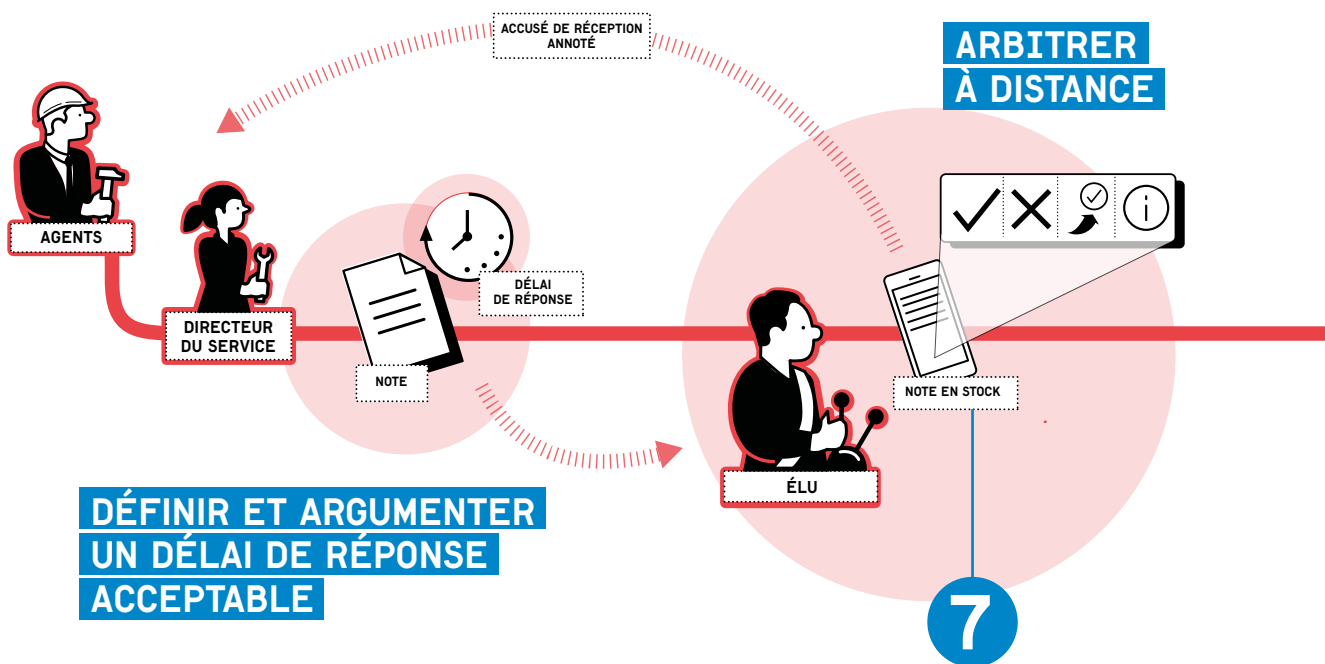 ACCUSÉ DE RÉCEPTION
ANNOTÉ
ARBITRER
À DISTANCE
AGENTS
DÉLAI
DE RÉPONSE
DIRECTEUR
DU SERVICE
NOTE
NOTE EN STOCK
ÉLU
DÉFINIR ET ARGUMENTER
UN DÉLAI DE RÉPONSE
ACCEPTABLE
7